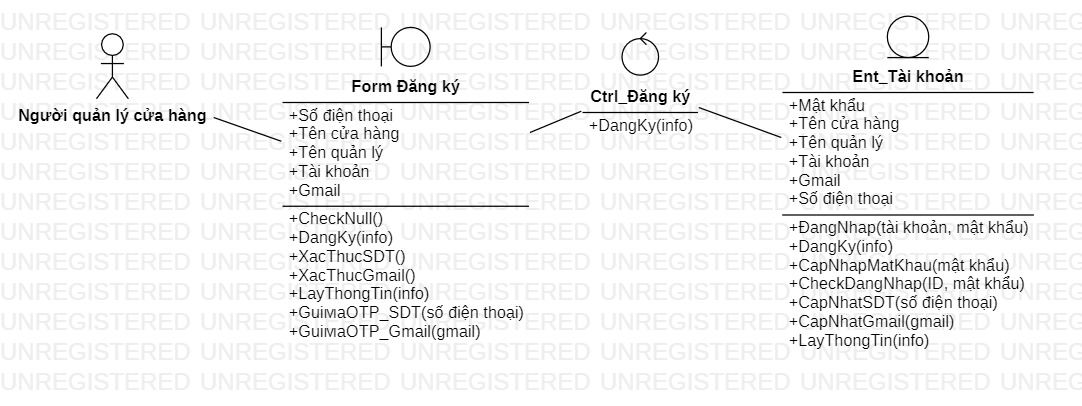 UNREGISTERED UNREGISTERED UNREGISTERED UNREGISTERED UNREGISTERED UNREG
Người quản lý cửa hàng
Form Đăng ký
+Số điện thoại
+Tên cửa hàng
+Tên quản lý
+Tài khoản
+Gmail
+CheckNull()
+DangKy(info)
+XacThucSDT()
+XacThucGmail()
+LayThongTin(info)
+GuiмaOTP_SDT(số điện thoại)
+GuiмaOTP_Gmail(gmail)
Ctrl_Đăng ký
+DangKy(info)
Ent_Tài khoản
+Mật khẩu
+Tên cửa hàng
+Tên quản lý
+Tài khoản
+Gmail
+Số điện thoại
+ĐangNhap(tài khoản, mật khẩu)
+DangKy(info)
+CapNhapMatKhau(mật khẩu)
+CheckDangNhap(ID, mật khẩu)
+CapNhatSDT(số điện thoại)
+CapNhatGmail(gmail)
+LayThongTin(info)